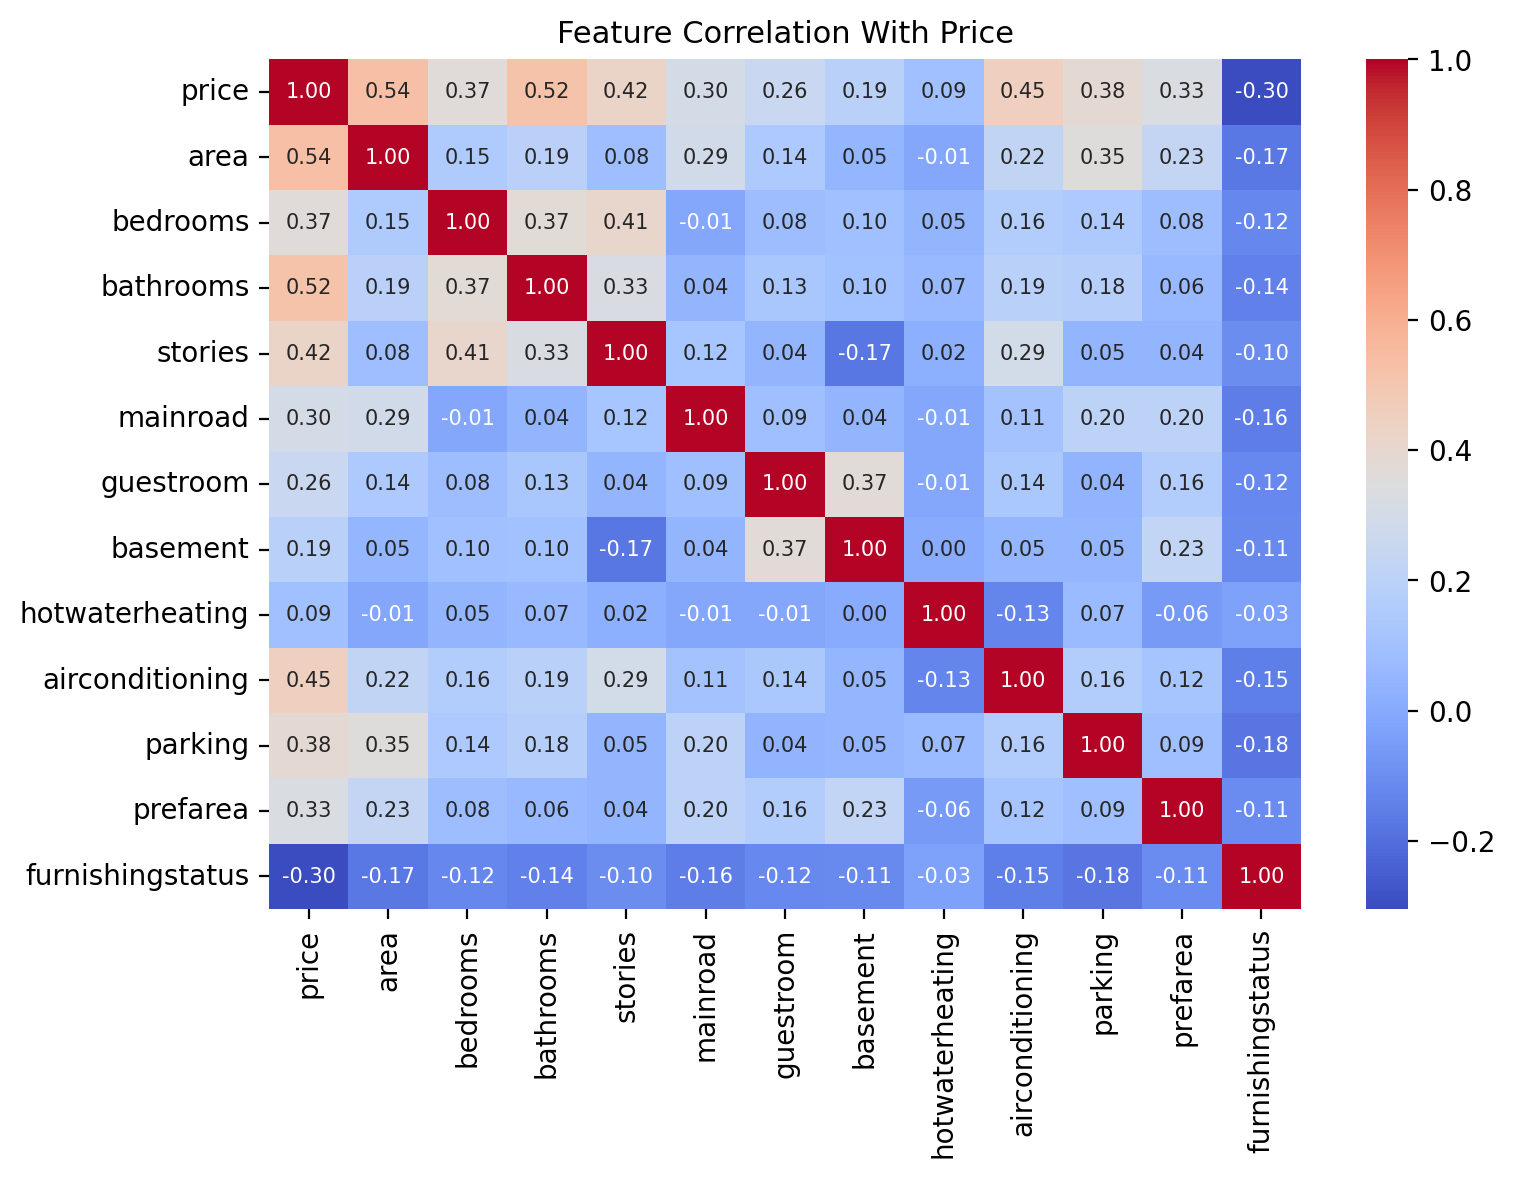 Feature Correlation With Price
price 1.00 0.54 0.37 0.52 0.42 0.30 0.26 0.19 0.09 0.45 0.38 0.33 -0.30
area 0.54 1.00 0.15 0.19 0.08 0.29 0.14 0.05 -0.01 0.22 0.35 0.23 -0.17
bedrooms 0.37 0.15 1.00 0.37 0.41 -0.01 0.08 0.10 0.05 0.16 0.14 0.08 -0.12
bathrooms 0.52 0.19 0.37 1.00 0.33 0.04 0.13 0.10 0.07 0.19 0.18 0.06 -0.14
stories 0.42 0.08 0.41 0.33 1.00 0.12 0.04 -0.17 0.02 0.29 0.05 0.04 -0.10
mainroad 0.30 0.29 -0.01 0.04 0.12 1.00 0.09 0.04 -0.01 0.11 0.20 0.20 -0.16
guestroom 0.26 0.14 0.08 0.13 0.04 0.09 1.00 0.37 -0.01 0.14 0.04 0.16 -0.12
basement 0.19 0.05 0.10 0.10 -0.17 0.04 0.37 1.00 0.00 0.05 0.05 0.23 -0.11
hotwaterheating 0.09 -0.01 0.05 0.07 0.02 -0.01 -0.01 0.00 1.00 -0.13 0.07 -0.06 -0.03
airconditioning 0.45 0.22 0.16 0.19 0.29 0.11 0.14 0.05 -0.13 1.00 0.16 0.12 -0.15
parking 0.38 0.35 0.14 0.18 0.05 0.20 0.04 0.05 0.07 0.16 1.00 0.09 -0.18
prefarea 0.33 0.23 0.08 0.06 0.04 0.20 0.16 0.23 -0.06 0.12 0.09 1.00 -0.11
furnishingstatus -0.30 -0.17 -0.12 -0.14 -0.10 -0.16 -0.12 -0.11 -0.03 -0.15 -0.18 -0.11 1.00
price
area
bedrooms
bathrooms
stories
mainroad
guestroom
basement
hotwaterheating
airconditioning
parking
prefarea
furnishingstatus
1.0
0.8
0.6
0.4
0.2
0.0
−0.2